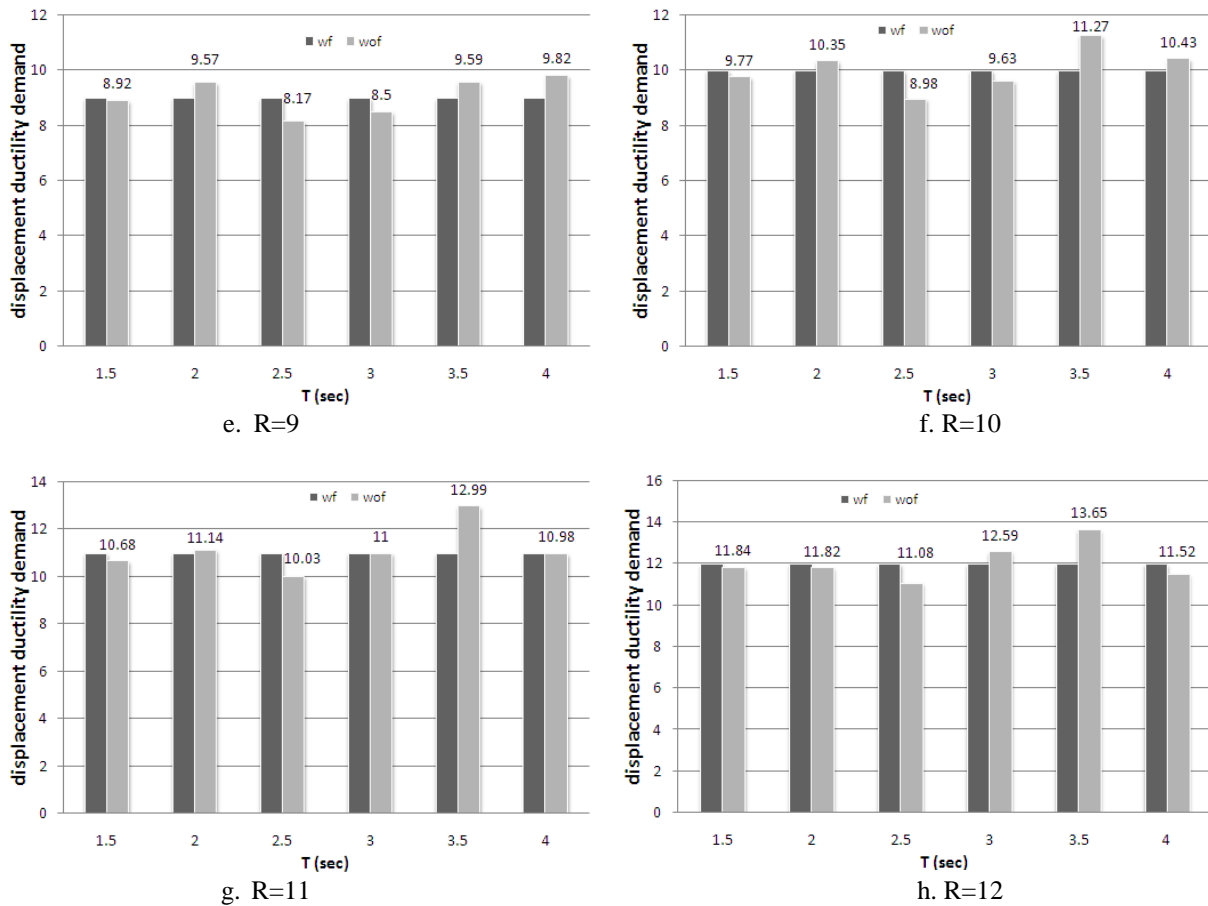 12
10
8
6
4
2
0
displacement ductility demand
wf wof
8.92 9.57 8.17 8.5 9.59 9.82
1.5 2 2.5 3 3.5 4
T (sec)
e. R=9
12
10
8
6
4
2
0
displacement ductility demand
wf wof
9.77 10.35 8.98 9.63 11.27 10.43
1.5 2 2.5 3 3.5 4
T (sec)
f. R=10
14
12
10
8
6
4
2
0
displacement ductility demand
wf wof
10.68 11.14 10.03 11 12.99 10.98
1.5 2 2.5 3 3.5 4
T (sec)
g. R=11
16
14
12
10
8
6
4
2
0
displacement ductility demand
wf wof
11.84 11.82 11.08 12.59 13.65 11.52
1.5 2 2.5 3 3.5 4
T (sec)
h. R=12